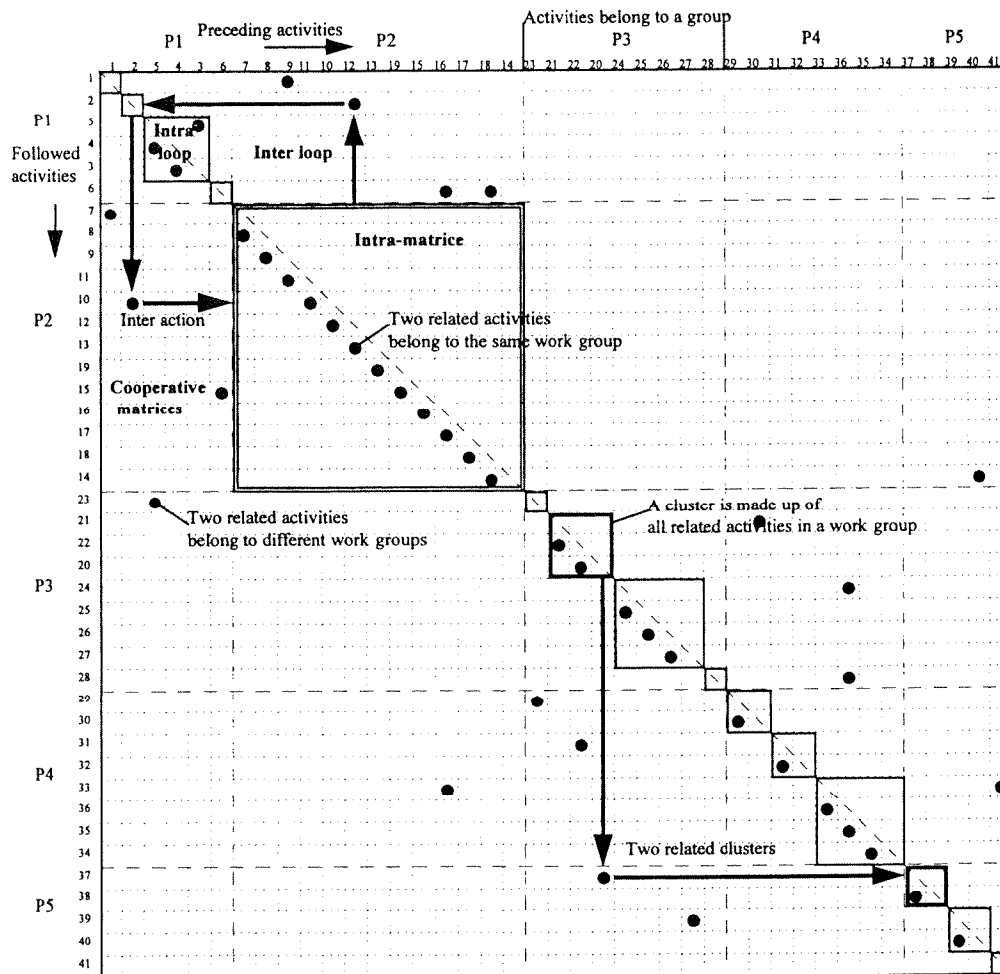 Activities belong to a group
Preceding activities
P1 P2 P3 P4 P5
1 2 5 4 3 6 7 8 9 11 10 12 13 19 15 16 17 18 14 23 21 22 20 24 25 26 27 28 29 30 31 32 33 36 35 34 37 38 39 40 41
1
2
5
P1
Intra
4
loop
Inter loop
Followed
activities
3
6
7
8
Intra-matrice
9
11
10
P2
Inter action
12
Two related activities
13
belong to the same work group
19
Cooperative
15
matrices
16
17
18
14
23
A cluster is made up of
Two related activities
21
all related activities in a work group
belong to different work groups
22
20
P3
24
25
26
27
28
29
30
31
32
P4
33
36
35
34
Two related clusters
37
38
P5
39
40
41